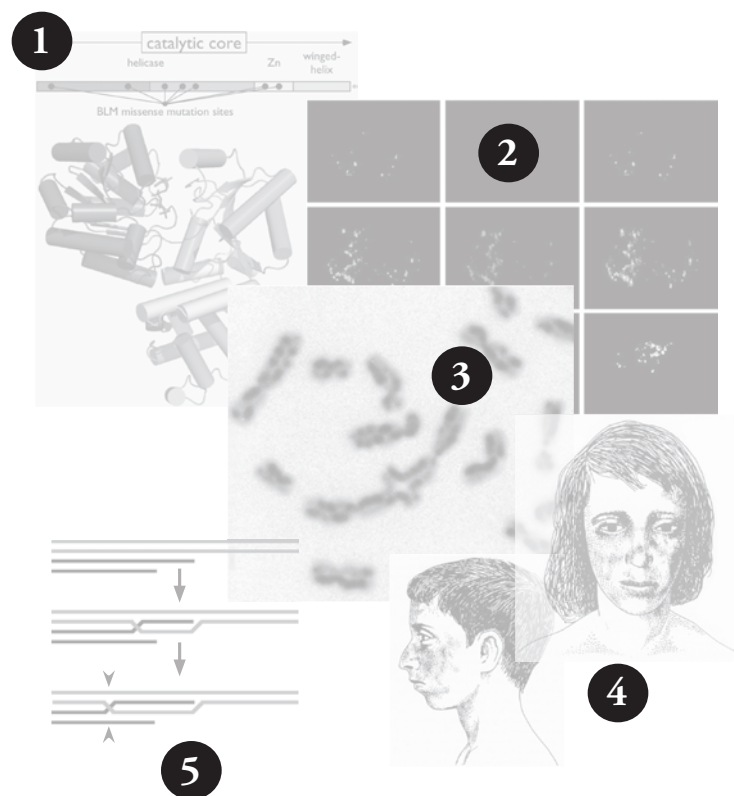 1
catalytic core
helicase
Zn
winged-
helix
BLM missense mutation sites
2
3
4
5